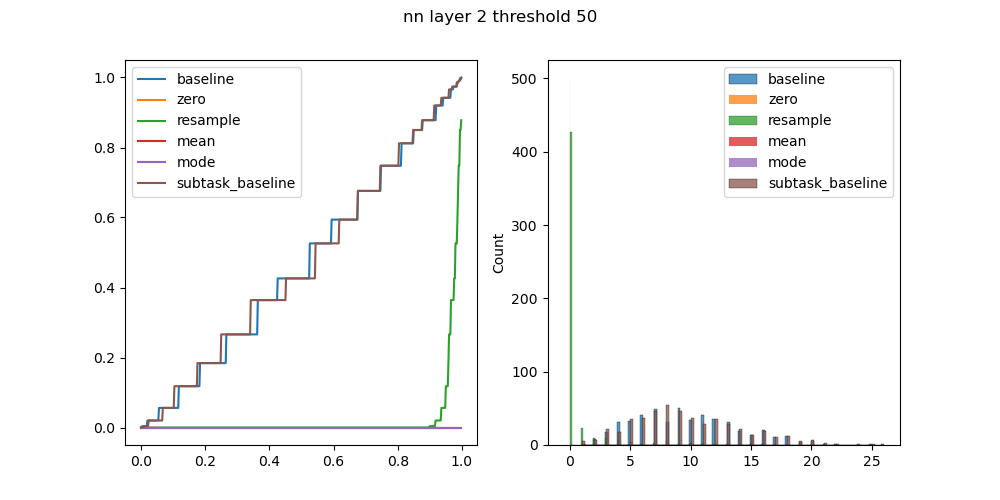 nn layer 2 threshold 50
1.0
0.8
0.6
0.4
0.2
0.0
0.0 0.2 0.4 0.6 0.8 1.0
baseline
zero
resample
mean
mode
subtask_baseline
Count
500
400
300
200
100
0
0 5 10 15 20 25
baseline
zero
resample
mean
mode
subtask_baseline